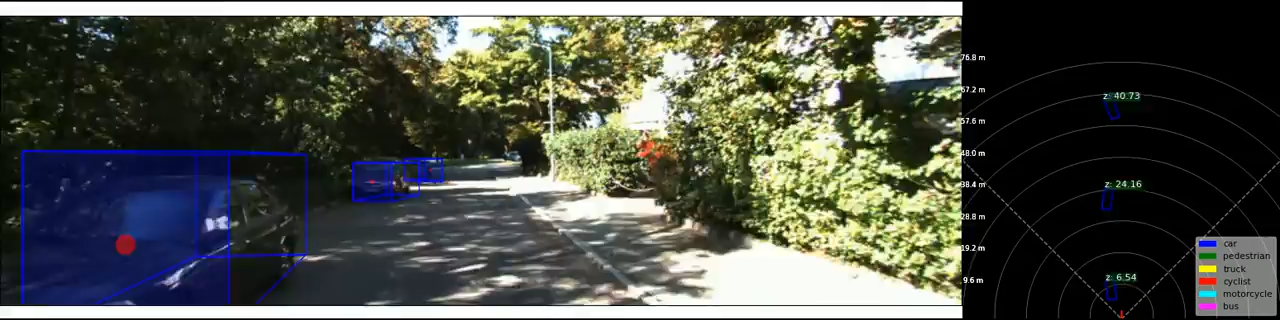 76.8 m
67.2 m
57.6 m
48.0 m
38.4 m
28.8 m
19.2 m
9.6 m
z: 40.73
z: 24.16
z: 6.54
car
pedestrian
truck
cyclist
motorcycle
bus